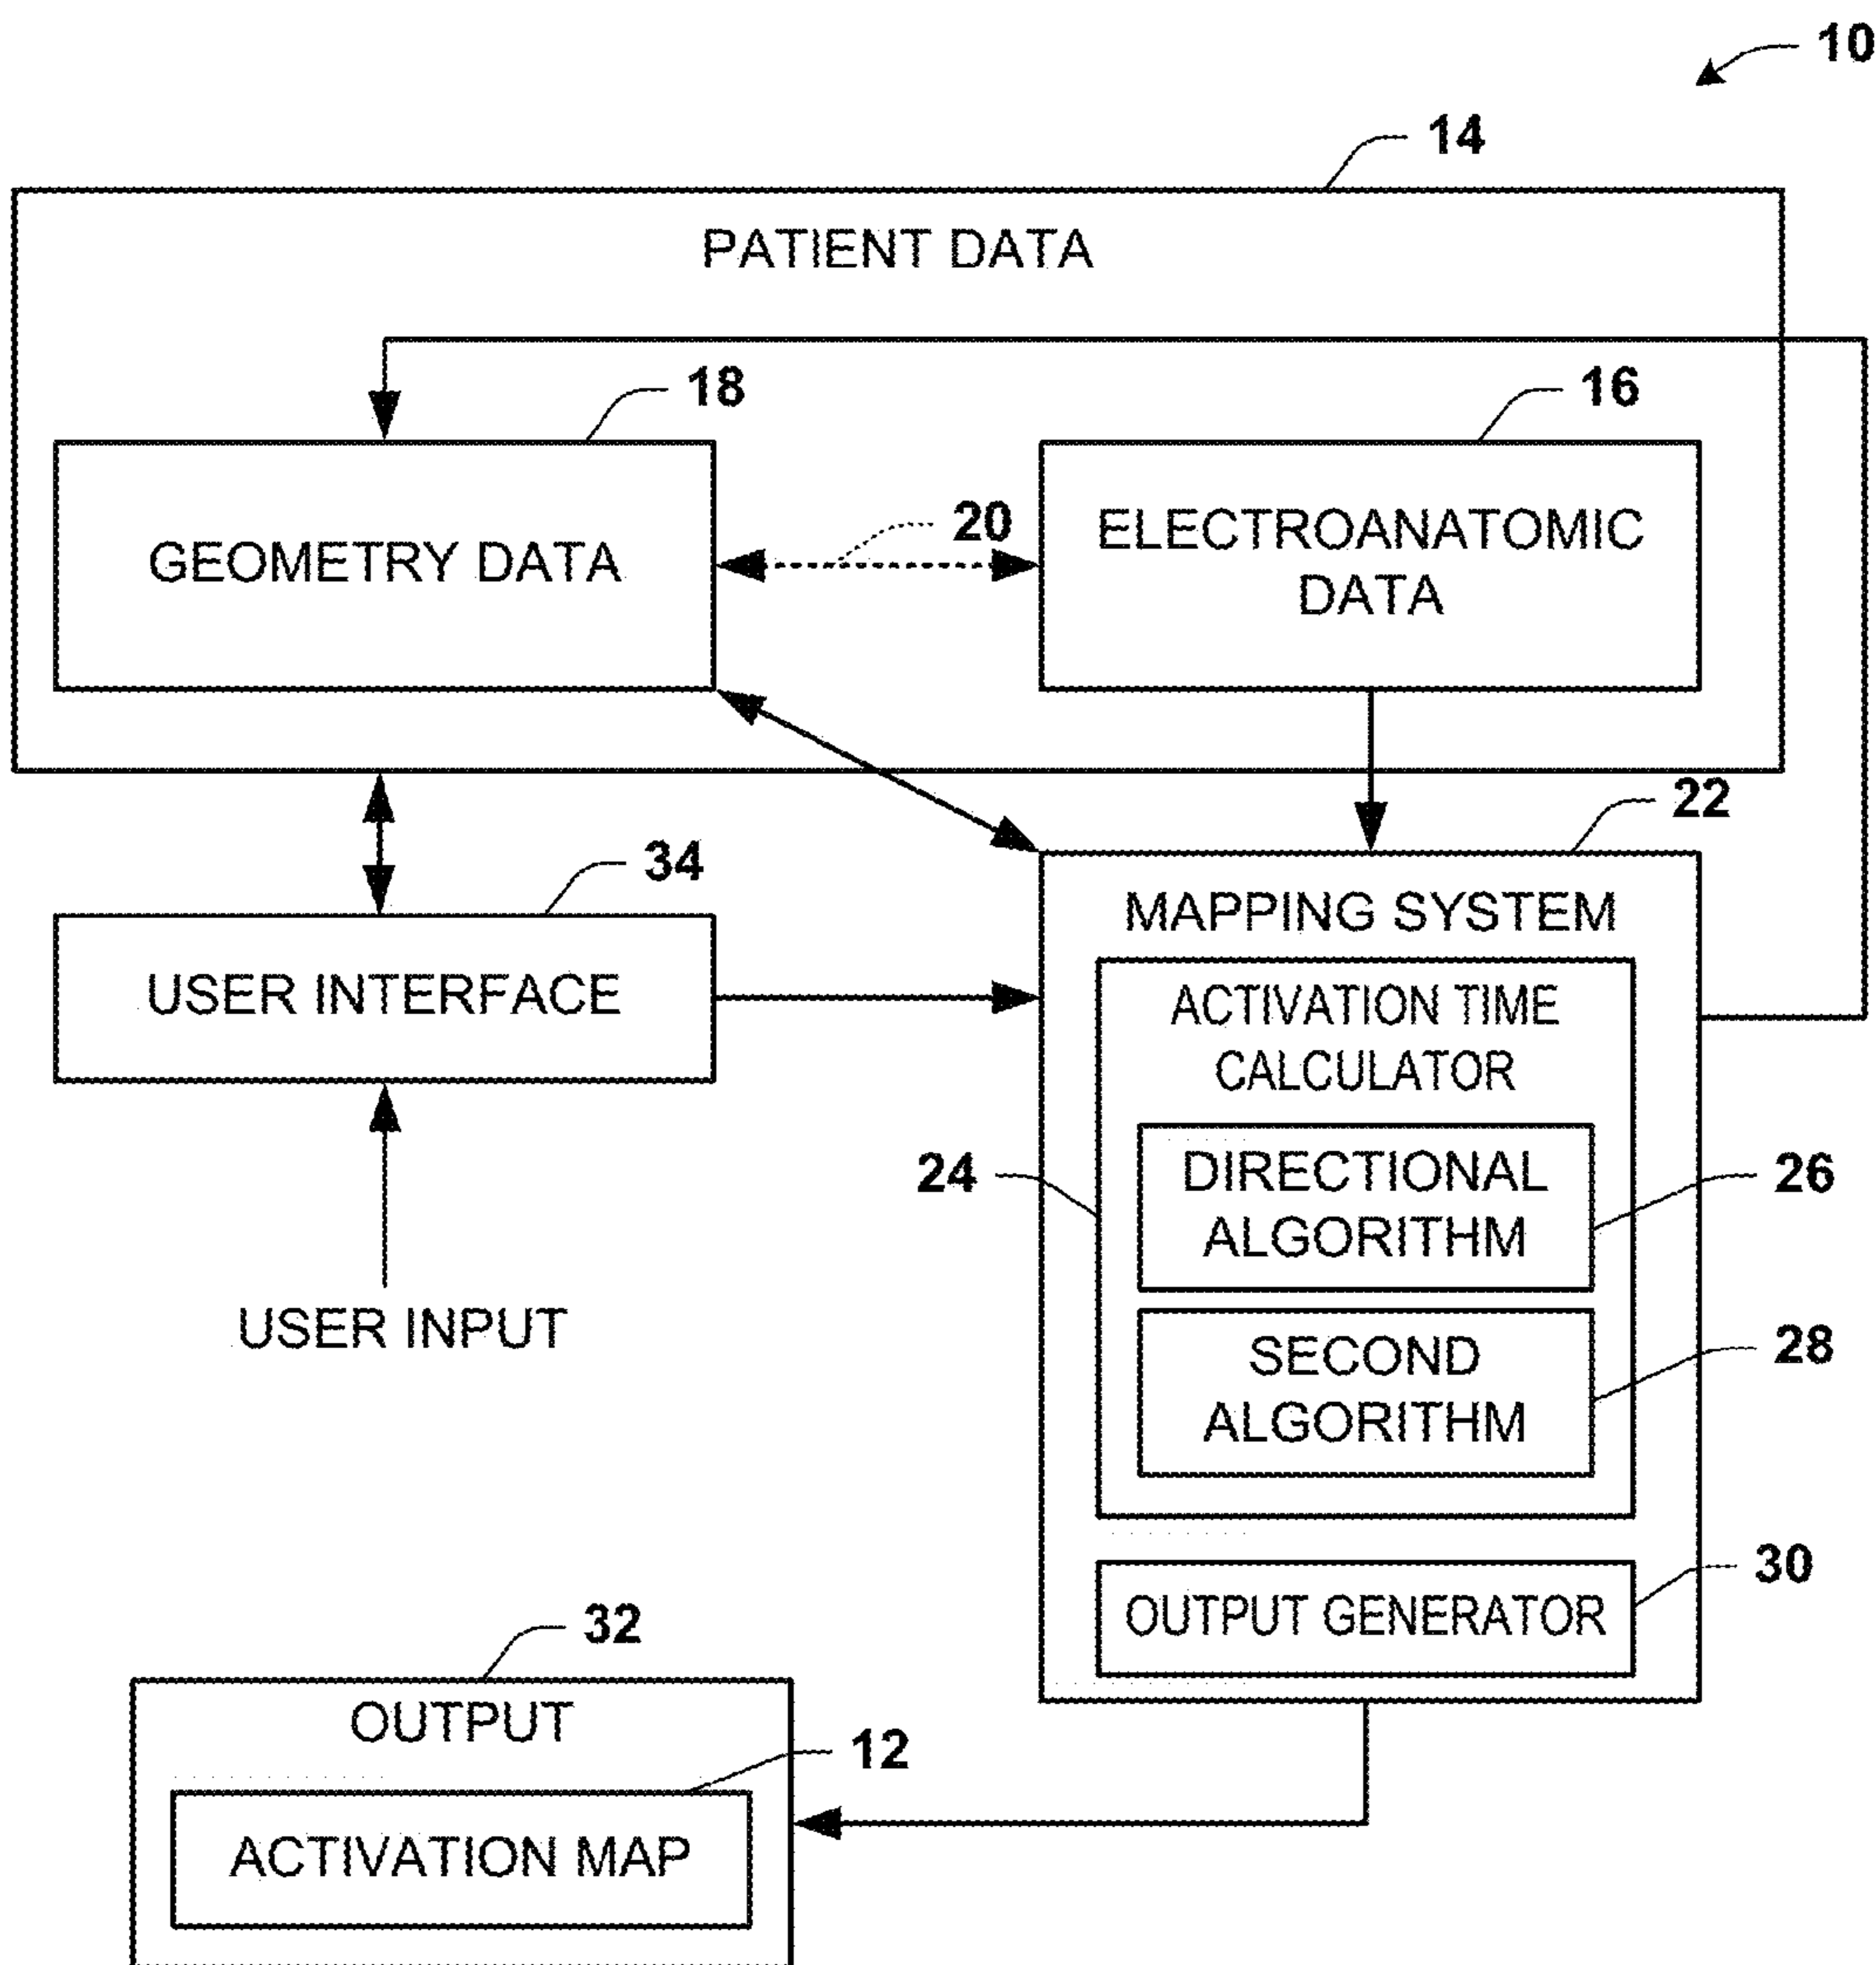 10
14
PATIENT DATA
18
16
GEOMETRY DATA
20
ELECTROANATOMIC
DATA
22
34
MAPPING SYSTEM
USER INTERFACE
ACTIVATION TIME
CALCULATOR
24
DIRECTIONAL
ALGORITHM
26
USER INPUT
SECOND
ALGORITHM
28
30
OUTPUT GENERATOR
32
OUTPUT
12
ACTIVATION MAP